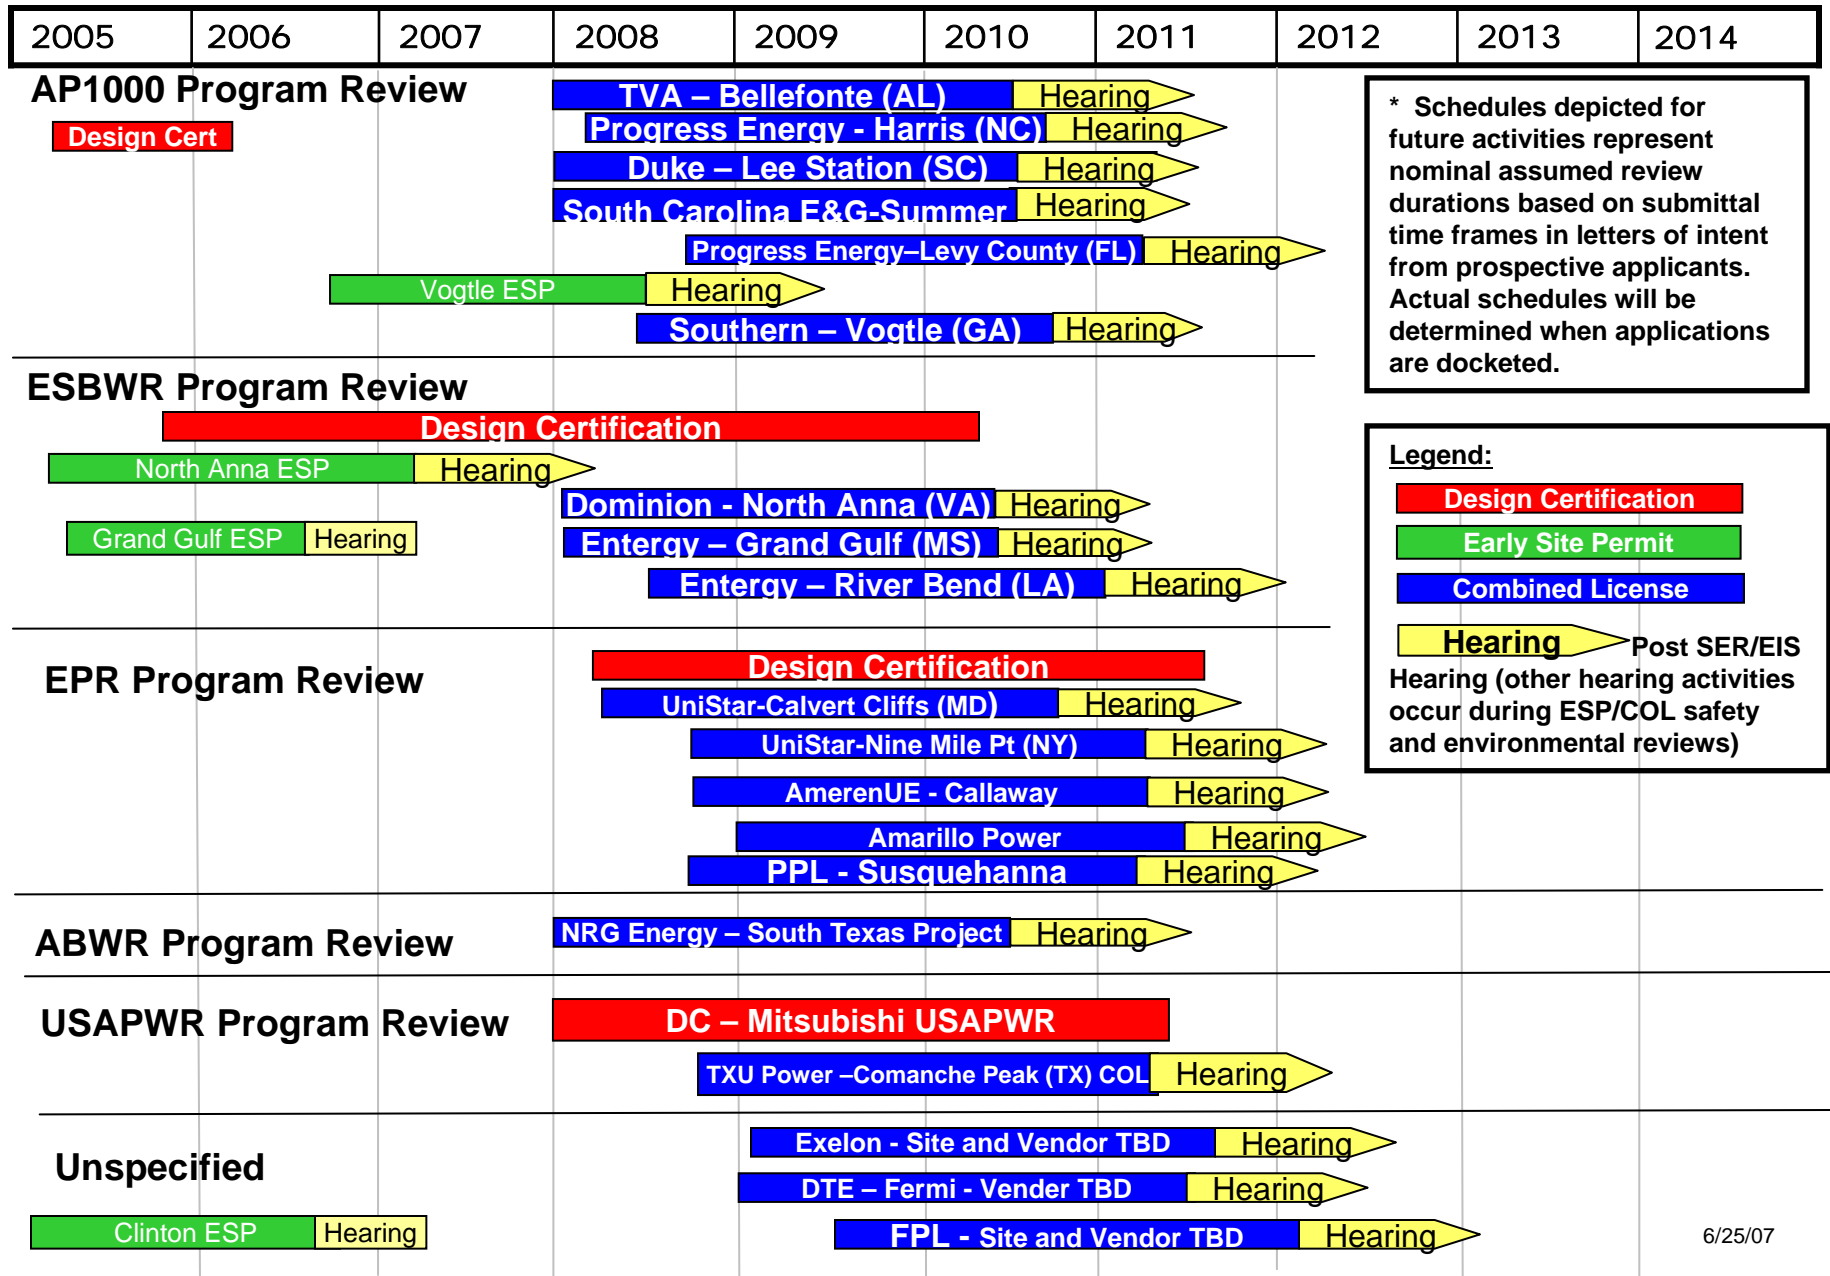 2005 2006 2007 2008 2009 2010 2011 2012 2013 2014
AP1000 Program Review
TVA – Bellefonte (AL) Hearing
Design Cert
Progress Energy - Harris (NC) Hearing
Duke – Lee Station (SC) Hearing
South Carolina E&G-Summer Hearing
Progress Energy–Levy County (FL) Hearing
Vogtle ESP Hearing
Southern – Vogtle (GA) Hearing
* Schedules depicted for
future activities represent
nominal assumed review
durations based on submittal
time frames in letters of intent
from prospective applicants.
Actual schedules will be
determined when applications
are docketed.
ESBWR Program Review
Design Certification
North Anna ESP Hearing
Dominion - North Anna (VA) Hearing
Grand Gulf ESP Hearing
Entergy – Grand Gulf (MS) Hearing
Entergy – River Bend (LA) Hearing
Legend:
Design Certification
Early Site Permit
Combined License
Hearing Post SER/EIS
Hearing (other hearing activities
occur during ESP/COL safety
and environmental reviews)
EPR Program Review
Design Certification
UniStar-Calvert Cliffs (MD) Hearing
UniStar-Nine Mile Pt (NY) Hearing
AmerenUE - Callaway Hearing
Amarillo Power Hearing
PPL - Susquehanna Hearing
ABWR Program Review
NRG Energy – South Texas Project Hearing
USAPWR Program Review
DC – Mitsubishi USAPWR
TXU Power –Comanche Peak (TX) COL Hearing
Unspecified
Exelon - Site and Vendor TBD Hearing
DTE – Fermi - Vender TBD Hearing
Clinton ESP Hearing
FPL - Site and Vendor TBD Hearing
6/25/07